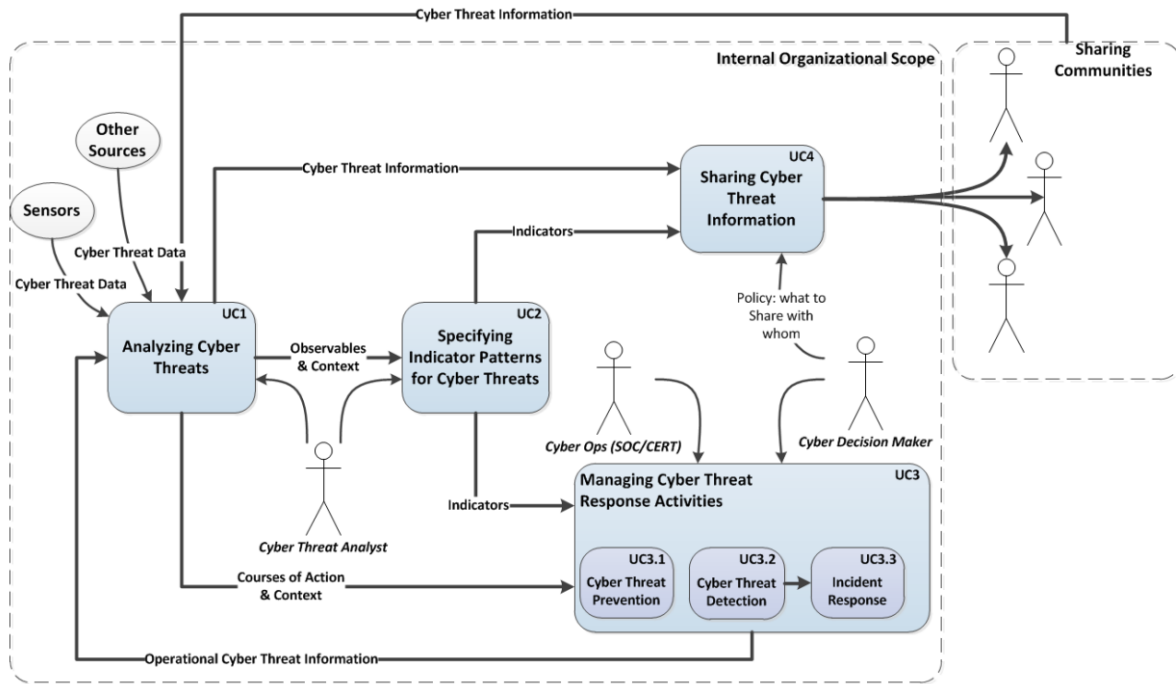 Cyber Threat Information
Internal Organizational Scope
Sharing
Communities
Other
Sources
Sensors
Cyber Threat Data
Cyber Threat Data
Cyber Threat Information
UC4
Sharing Cyber
Threat
Information
Indicators
Policy: what to
Share with
whom
UC1
Analyzing Cyber
Threats
Observables
& Context
UC2
Specifying
Indicator Patterns
for Cyber Threats
Cyber Threat Analyst
Cyber Ops (SOC/CERT)
Cyber Decision Maker
Indicators
UC3
Managing Cyber Threat
Response Activities
UC3.1
Cyber Threat
Prevention
UC3.2
Cyber Threat
Detection
UC3.3
Incident
Response
Courses of Action
& Context
Operational Cyber Threat Information